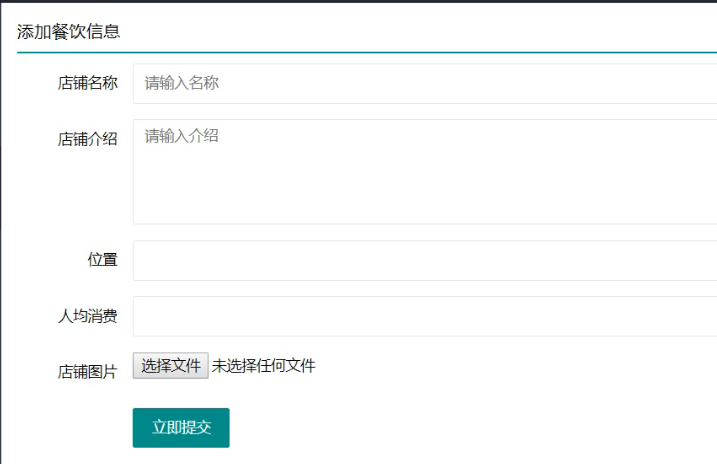 添加餐饮信息
店铺名称 请输入名称
店铺介绍 请输入介绍
位置
人均消费
店铺图片 选择文件 未选择任何文件
立即提交